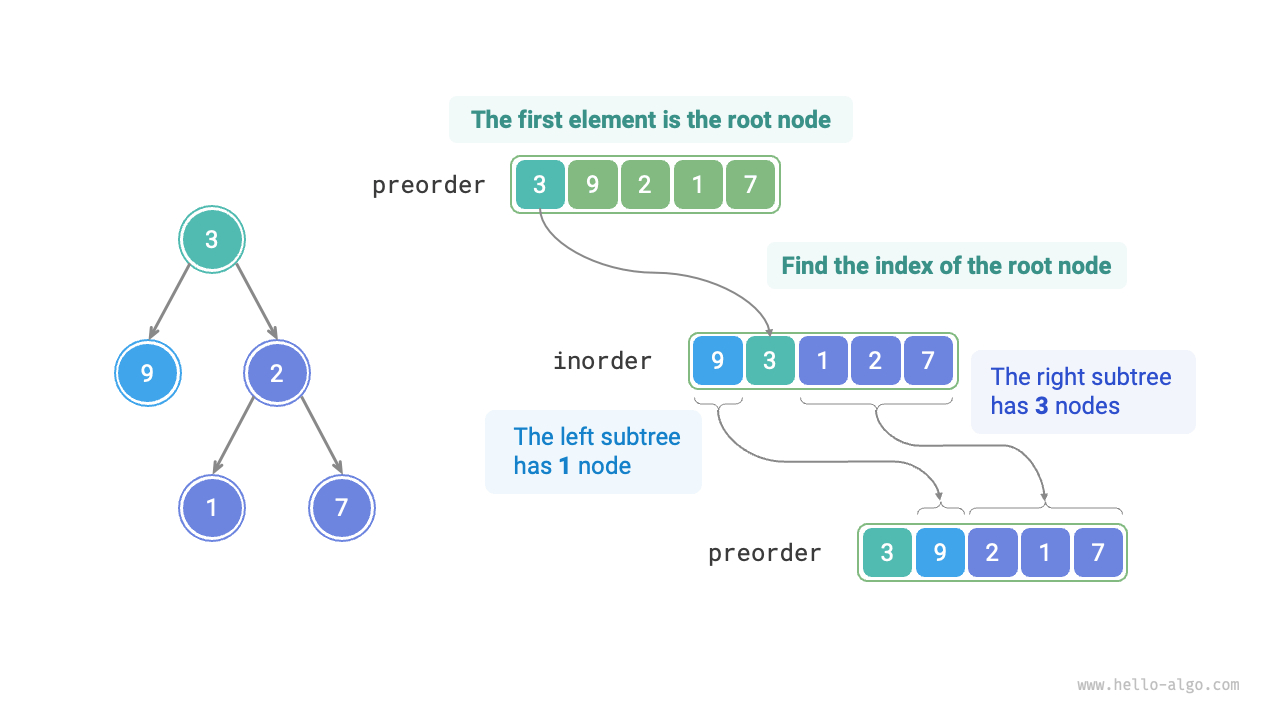 The first element is the root node
preorder 3 9 2 1 7
3
Find the index of the root node
9 2
inorder 9 3 1 2 7
The right subtree
has 3 nodes
The left subtree
has 1 node
1 7
preorder 3 9 2 1 7
www.hello-algo.com